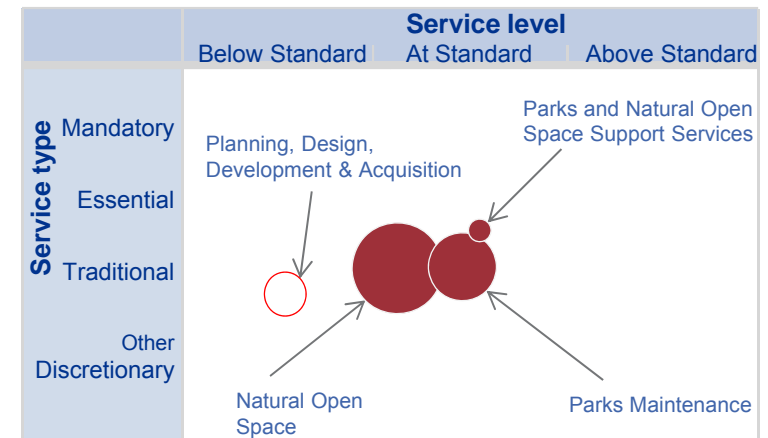 Service level
Below Standard At Standard Above Standard
Service type
Mandatory
Essential
Traditional
Other
Discretionary
Planning, Design,
Development & Acquisition
Parks and Natural Open
Space Support Services
Natural Open
Space
Parks Maintenance